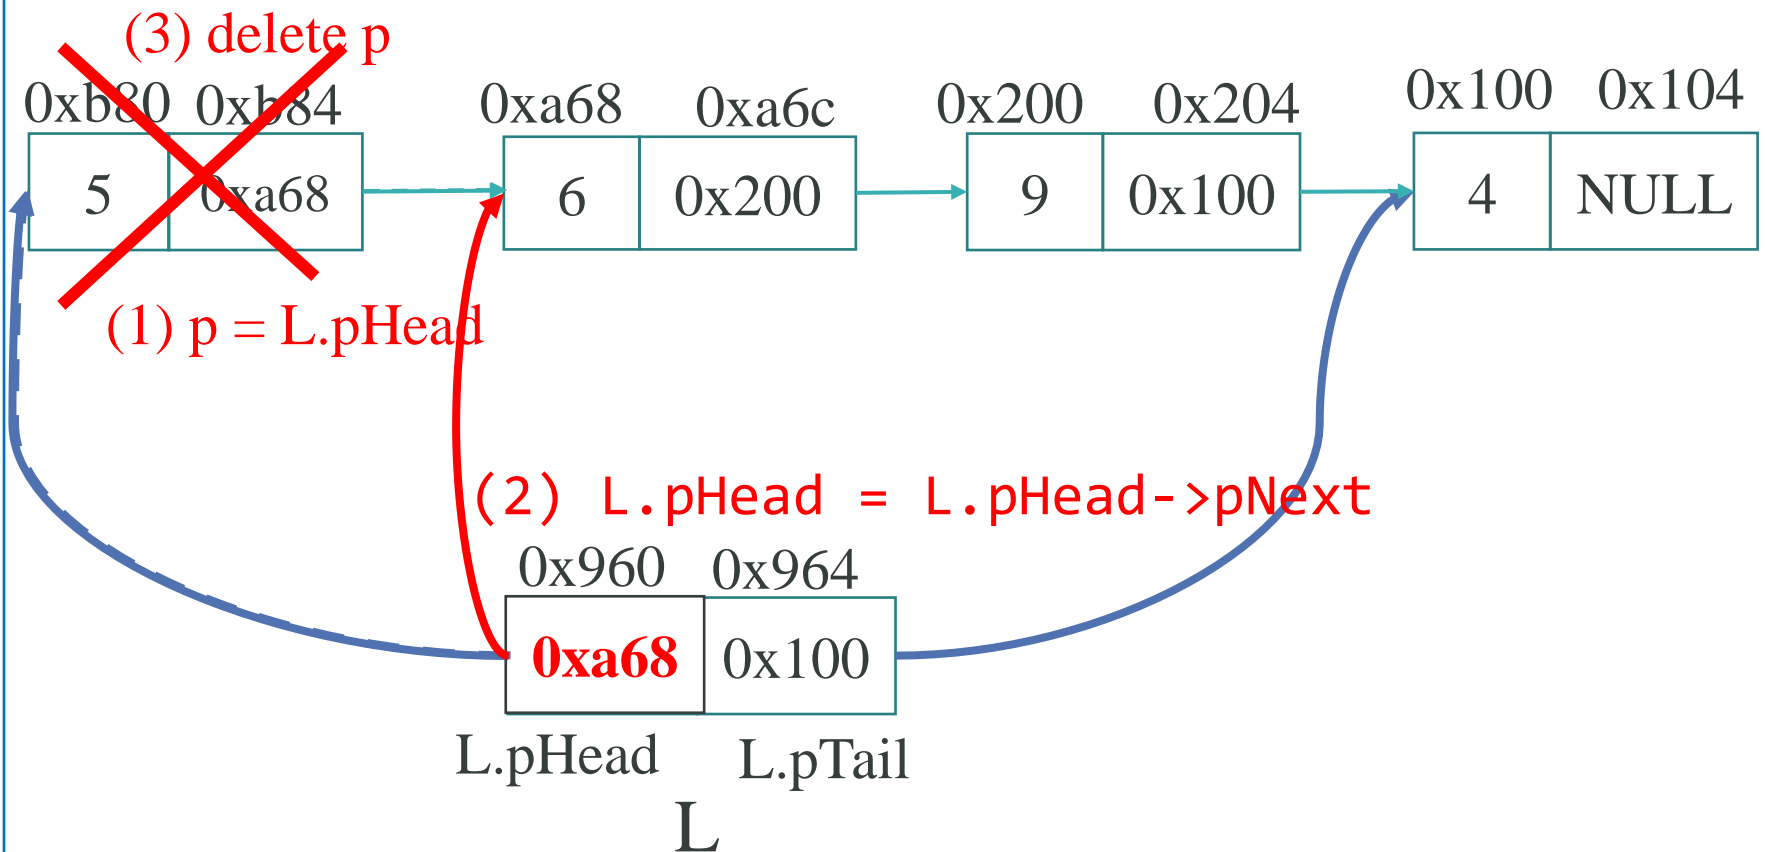 (3) delete p
0xb80 0xb84 0xa68 0xa6c 0x200 0x204 0x100 0x104
5 0xa68 6 0x200 9 0x100 4 NULL
(1) p = L.pHead
(2) L.pHead = L.pHead->pNext
0x960 0x964
0xa68 0x100
L.pHead L.pTail
L